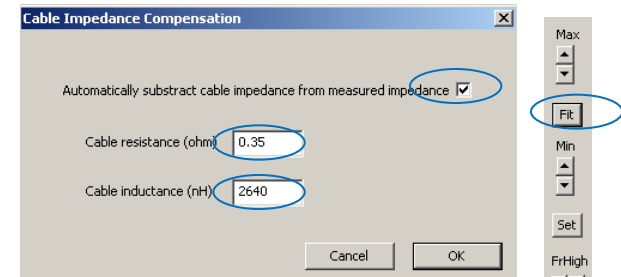 Cable Impedance Compensation
Automatically substract cable impedance from measured impedance
Cable resistance (ohm) 0.35
Cable inductance (nH) 2640
Cancel OK
Max
Fit
Min
Set
FrHigh